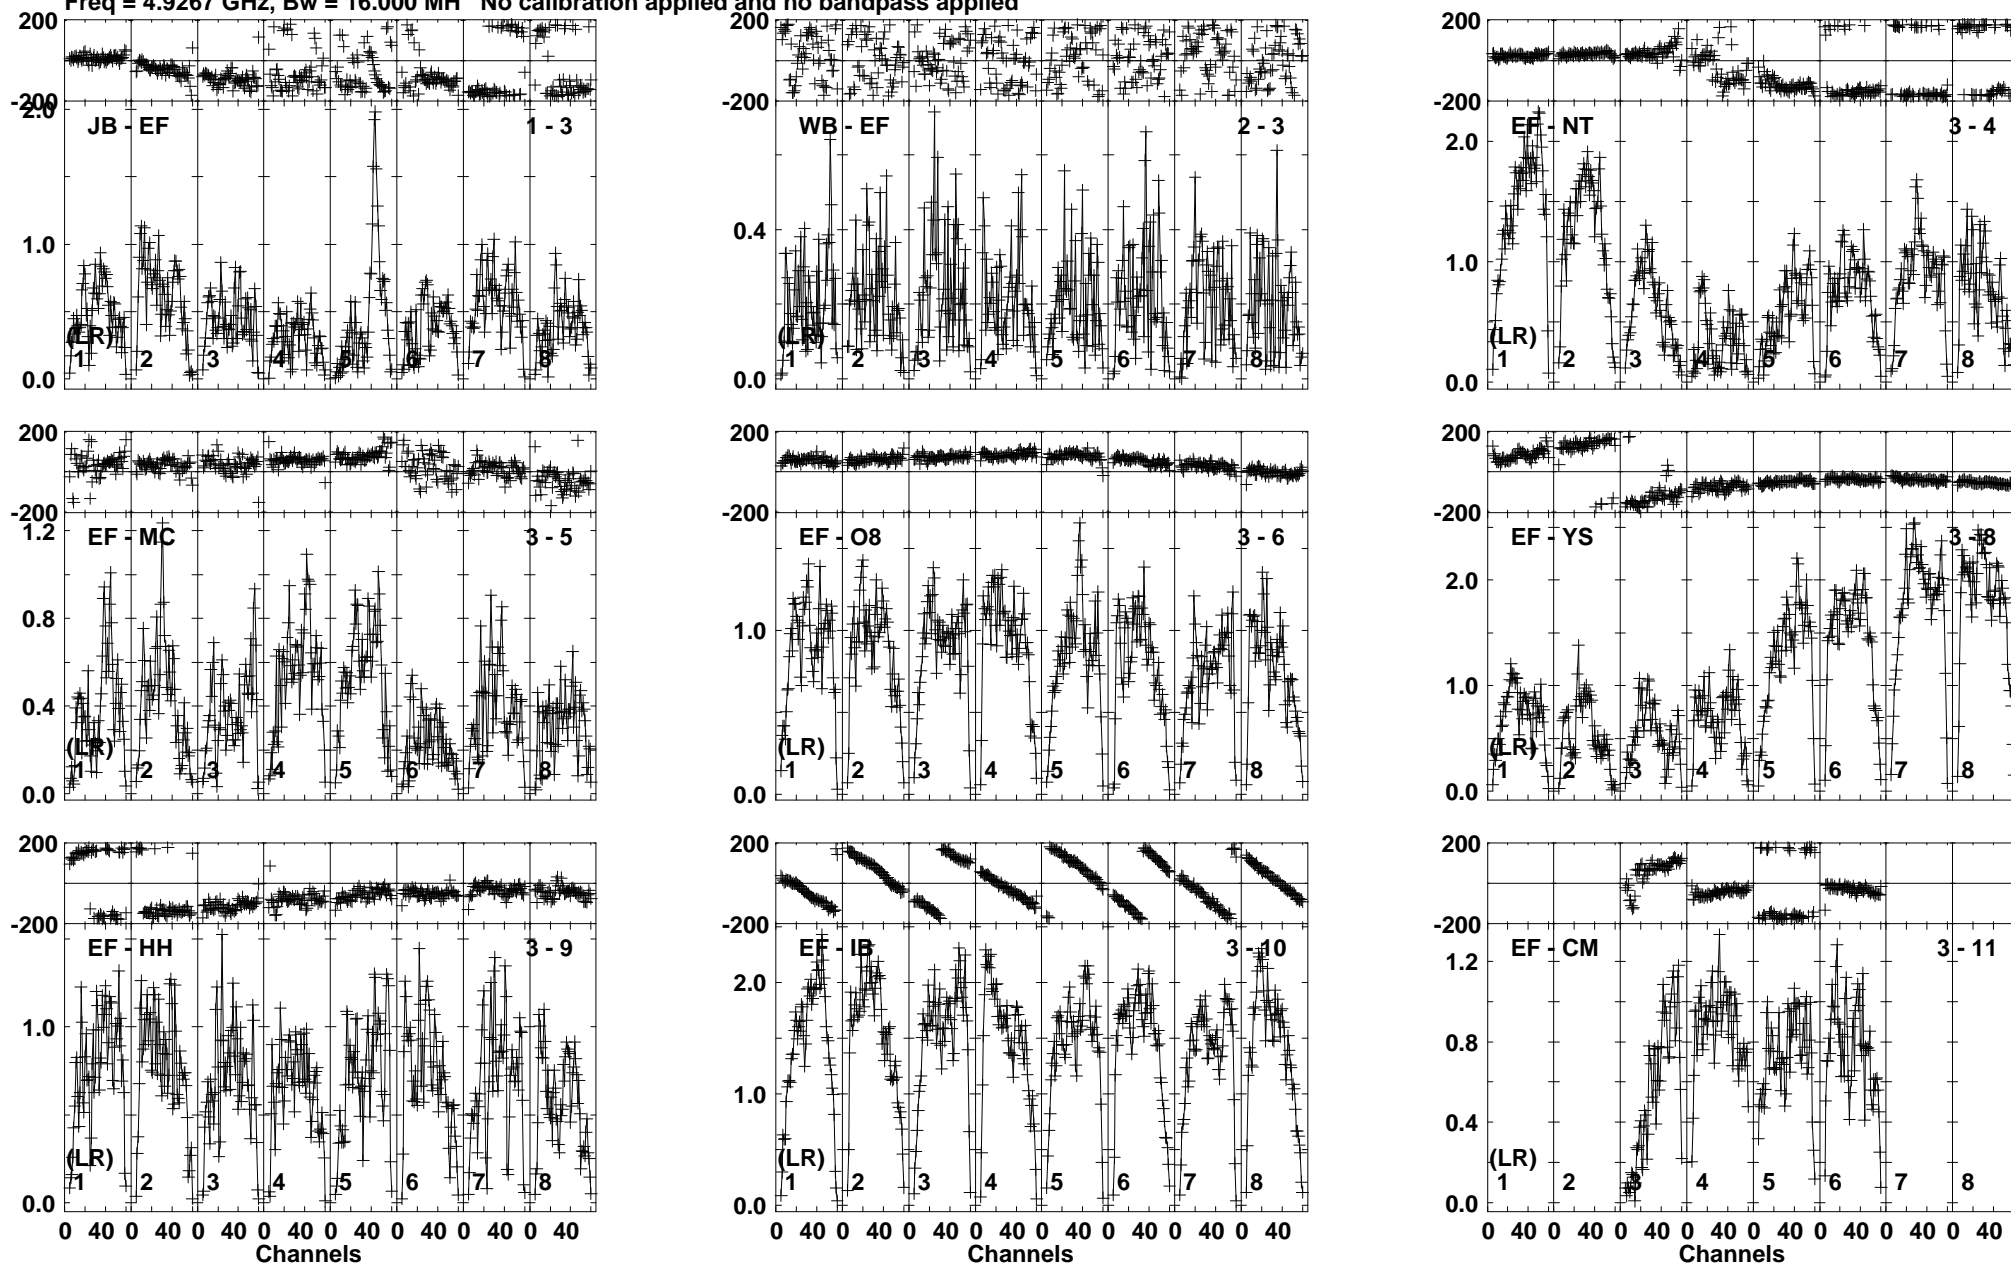 Freq = 4.9267 GHz, Bw = 16.000 MH No calibration applied and no bandpass applied
200 200 200
-200 -200 -200
2.0
JB - EF 1 - 3 WB - EF 2 - 3 EF - NT 3 - 4
2.0
0.4
1.0 1.0
(LR) (LR) (LR)
1 2 3 4 5 6 7 8 1 2 3 4 5 6 7 8 1 2 3 4 5 6 7 8
0.0 0.0 0.0
200 200 200
-200 -200 -200
1.2 EF - MC 3 - 5 EF - O8 3 - 6 EF - YS 3 - 8
2.0
0.8 1.0
0.4 1.0
(LR) (LR) (LR)
1 2 3 4 5 6 7 8 1 2 3 4 5 6 7 8 1 2 3 4 5 6 7 8
0.0 0.0 0.0
200 200 200
-200 -200 -200
EF - HH 3 - 9 EF - IB 3 - 10 EF - CM 3 - 11
2.0 1.2
1.0 0.8
1.0 0.4
(LR) (LR) (LR)
1 2 3 4 5 6 7 8 1 2 3 4 5 6 7 8 1 2 3 4 5 6 7 8
0.0 0.0 0.0
0 40 0 40 0 40 0 40 0 40 0 40 0 40 0 40 0 40 0 40 0 40 0 40 0 40 0 40 0 40 0 40 0 40 0 40 0 40 0 40 0 40 0 40 0 40 0 40
Channels Channels Channels